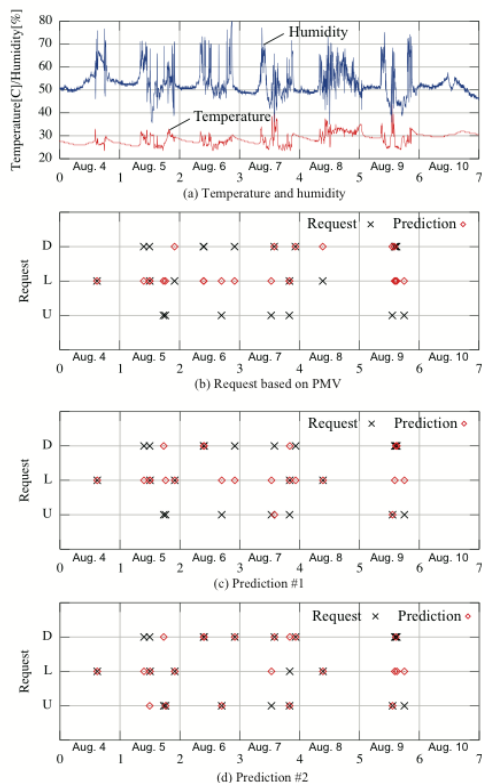 Temperature[C]/Humidity[%]
80
70
60
50
40
30
20
Humidity
Temperature
Aug. 4 Aug. 5 Aug. 6 Aug. 7 Aug. 8 Aug. 9 Aug. 10
0 1 2 3 4 5 6 7
(a) Temperature and humidity
Request Prediction
Request
D
L
U
Aug. 4 Aug. 5 Aug. 6 Aug. 7 Aug. 8 Aug. 9 Aug. 10
0 1 2 3 4 5 6 7
(b) Request based on PMV
Request Prediction
Request
D
L
U
Aug. 4 Aug. 5 Aug. 6 Aug. 7 Aug. 8 Aug. 9 Aug. 10
0 1 2 3 4 5 6 7
(c) Prediction #1
Request Prediction
Request
D
L
U
Aug. 4 Aug. 5 Aug. 6 Aug. 7 Aug. 8 Aug. 9 Aug. 10
0 1 2 3 4 5 6 7
(d) Prediction #2